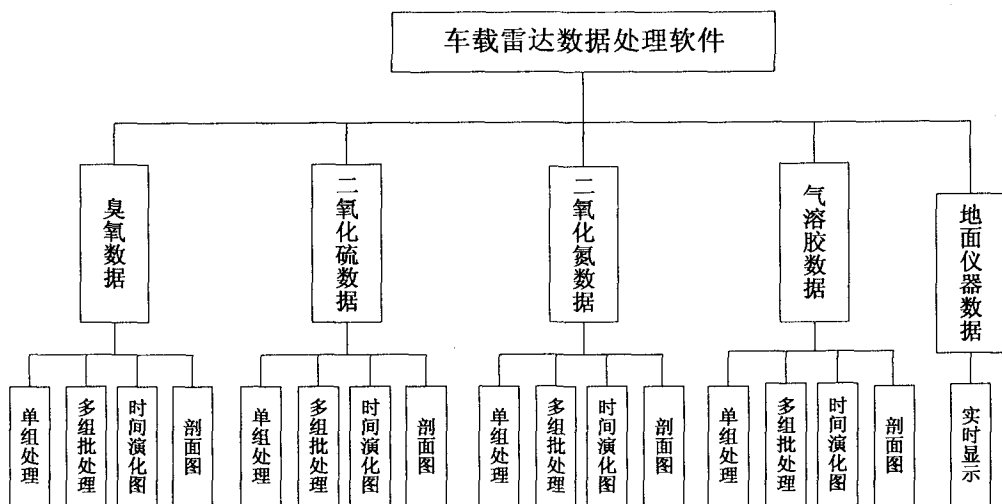 车载雷达数据处理软件
臭氧数据
二氧化硫数据
二氧化氮数据
气溶胶数据
地面仪器数据
单组处理
多组批处理
时间演化图
剖面图
单组处理
多组批处理
时间演化图
剖面图
单组处理
多组批处理
时间演化图
剖面图
单组处理
多组批处理
时间演化图
剖面图
实时显示